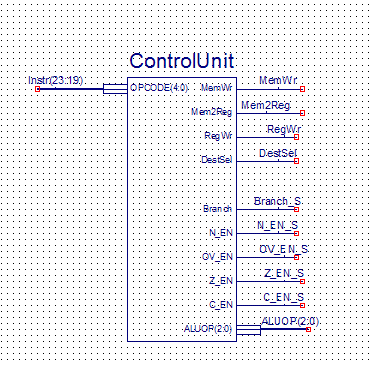 ControlUnit
Instr(23:19) OPCODE(4:0) MemWr MemWr
Mem2Reg Mem2Reg
RegWr RegWr
DestSel DestSel
Branch Branch_S
N_EN N_EN_S
OV_EN OV_EN_S
Z_EN Z_EN_S
C_EN C_EN_S
ALUOP(2:0) ALUOP(2:0)